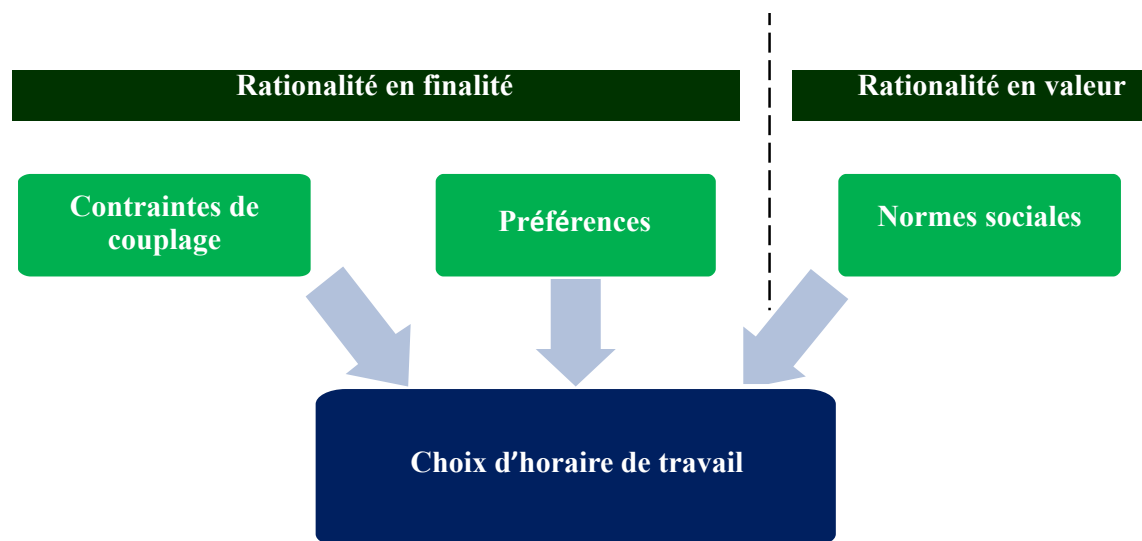 Rationalité en finalité
Rationalité en valeur
Contraintes de
couplage
Préférences
Normes sociales
Choix d'horaire de travail